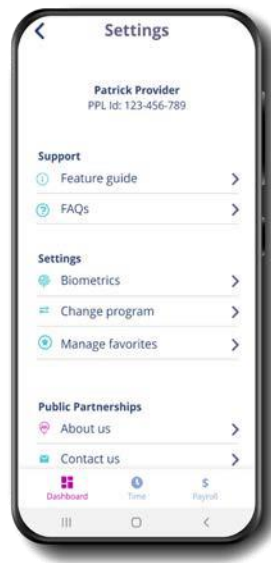 Settings
Patrick Provider
PPL Id: 123-456-789
Support
Feature guide
FAQs
Settings
Biometrics
Change program
Manage favorites
Public Partnerships
About us
Contact us
Dashboard
Time
Payroll